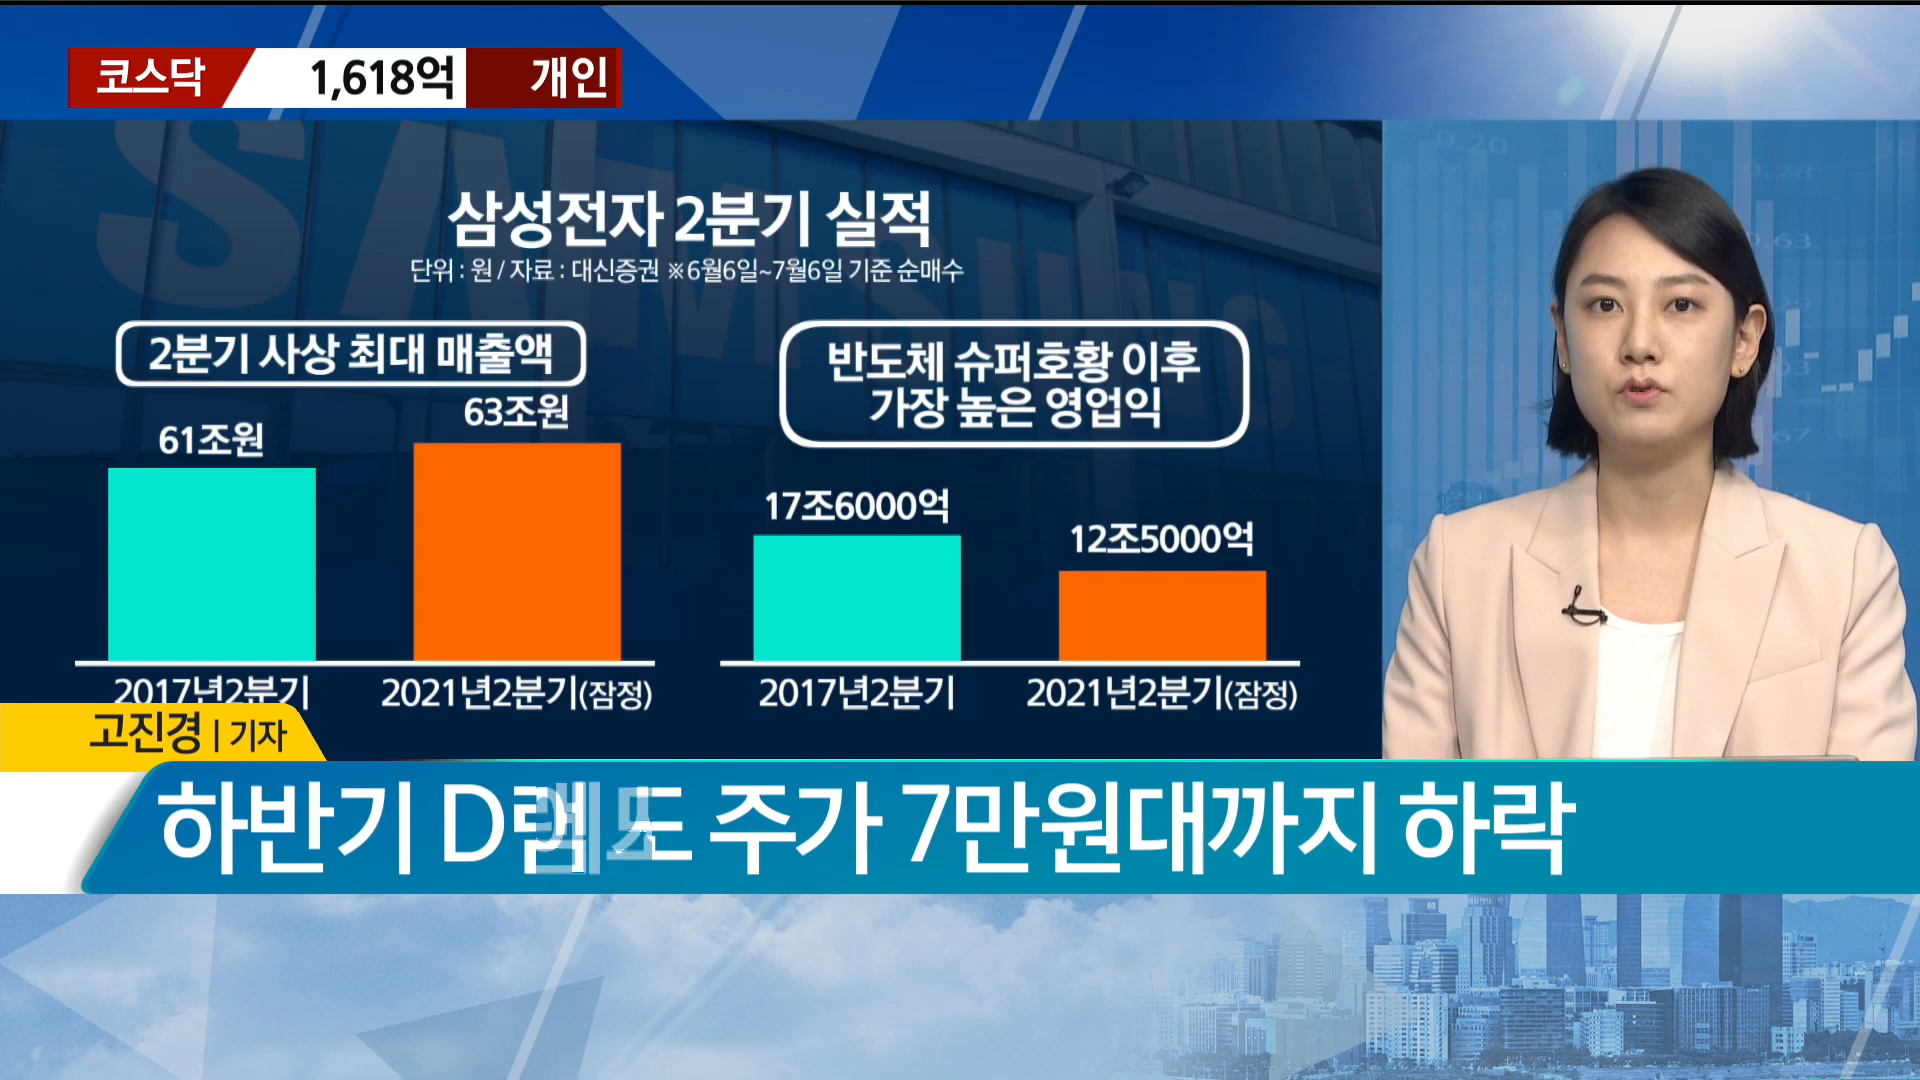 코스닥 1,618억 개인
SAMSUNG
삼성전자 2분기 실적
단위 : 원 / 자료 : 대신증권 ※6월6일~7월6일 기준 순매수
2분기 사상 최대 매출액
61조원
63조원
2017년2분기
2021년2분기(잠정)
반도체 슈퍼호황 이후
가장 높은 영업익
17조6000억
12조5000억
2017년2분기
2021년2분기(잠정)
0.20
고진경 | 기자
하반기 D램 주가 7만원대까지 하락